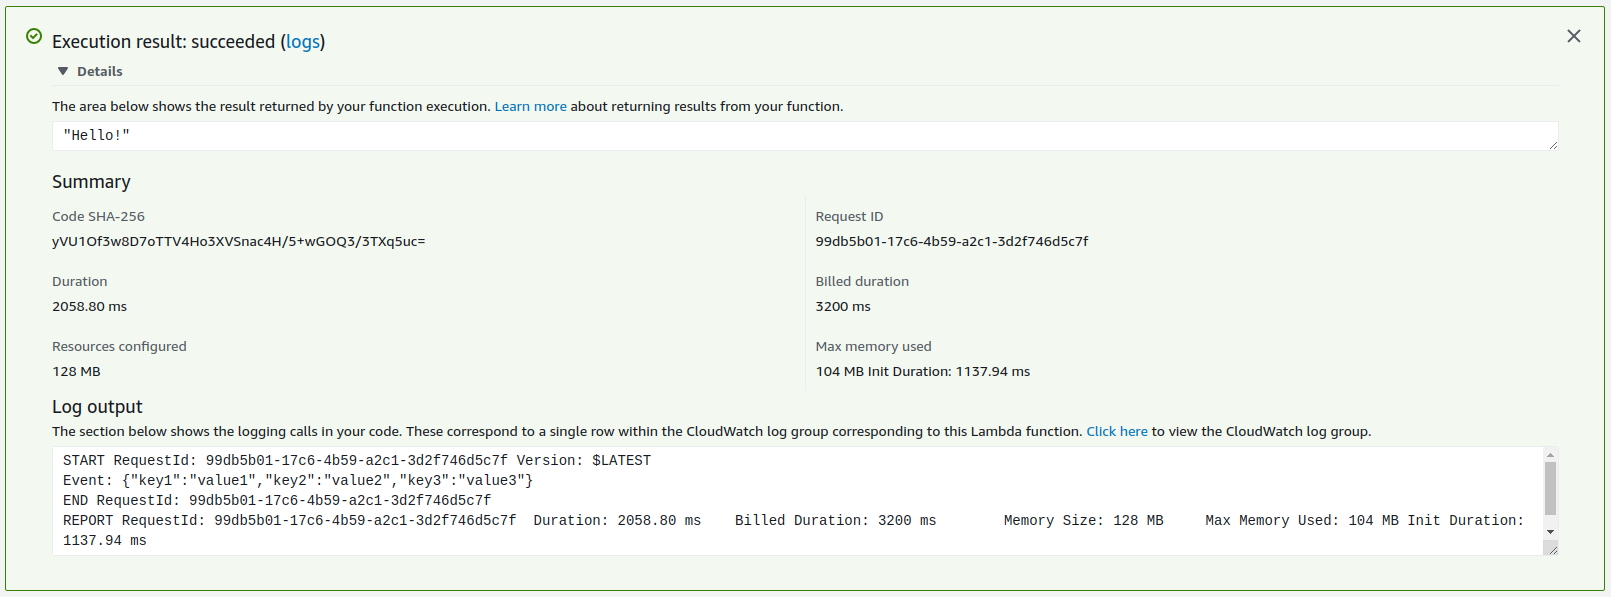 Execution result: succeeded (logs)
Details
The area below shows the result returned by your function execution. Learn more about returning results from your function.
"Hello!"
Summary
Code SHA-256
yVU1Of3w8D7oTTV4Ho3XVSnac4H/5+wGOQ3/3TXq5uc=
Request ID
99db5b01-17c6-4b59-a2c1-3d2f746d5c7f
Duration
2058.80 ms
Billed duration
3200 ms
Resources configured
128 MB
Max memory used
104 MB Init Duration: 1137.94 ms
Log output
The section below shows the logging calls in your code. These correspond to a single row within the CloudWatch log group corresponding to this Lambda function. Click here to view the CloudWatch log group.
START RequestId: 99db5b01-17c6-4b59-a2c1-3d2f746d5c7f Version: $LATEST
Event: {"key1":"value1","key2":"value2","key3":"value3"}
END RequestId: 99db5b01-17c6-4b59-a2c1-3d2f746d5c7f
REPORT RequestId: 99db5b01-17c6-4b59-a2c1-3d2f746d5c7f Duration: 2058.80 ms Billed Duration: 3200 ms Memory Size: 128 MB Max Memory Used: 104 MB Init Duration:
1137.94 ms